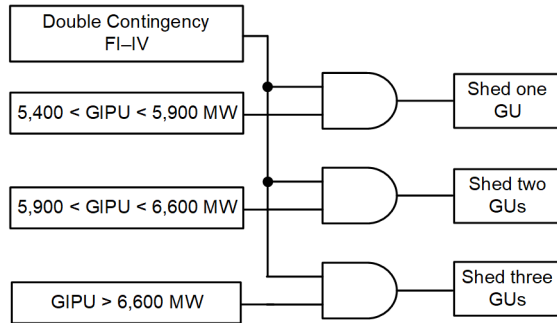 Double Contingency
FI–IV
5,400 < GIPU < 5,900 MW
Shed one
GU
5,900 < GIPU < 6,600 MW
Shed two
GUs
GIPU > 6,600 MW
Shed three
GUs